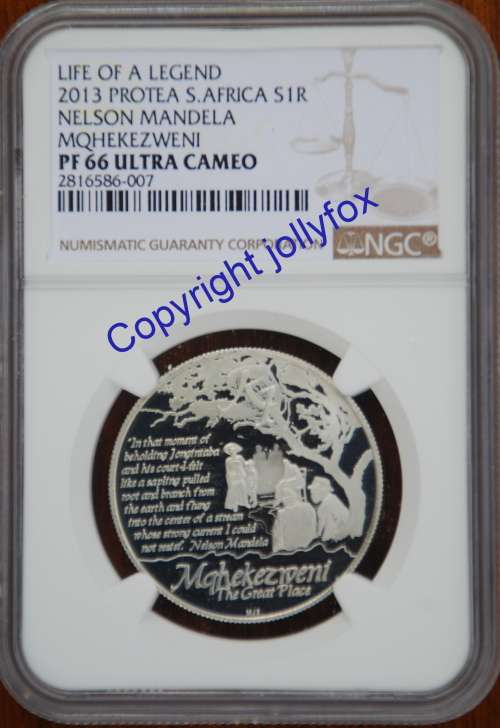 LIFE OF A LEGEND
2013 PROTEA S.AFRICA S1R
NELSON MANDELA
MQHEKEZWENI
PF 66 ULTRA CAMEO
2816586-007
NUMISMATIC GUARANTY CORPORATION
NGC®
Copyright jollyfox
"In that moment of
beholding Jongintaba
and his court-I-felt
like a sapling pulled
root and branch from
the earth and flung
into the center of a stream
whose strong current I could
not resist. Nelson Mandela
Mqhekezweni
The Great Place